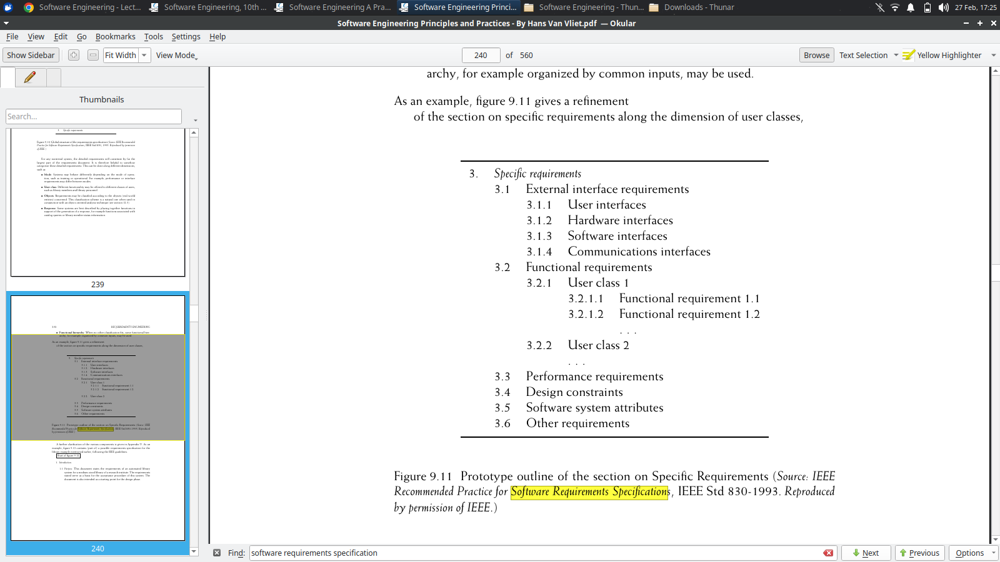 Software Engineering - Lect...
Software Engineering, 10th ...
Software Engineering A Pra...
Software Engineering Princi...
Software Engineering - Thun...
Downloads - Thunar
27 Feb, 17:25
Software Engineering Principles and Practices - By Hans Van Vliet.pdf — Okular
File View Edit Go Bookmarks Tools Settings Help
Show Sidebar
Fit Width
View Mode
240 of 560
Browse
Text Selection
Yellow Highlighter
Thumbnails
Search...
239
240
archy, for example organized by common inputs, may be used.
As an example, figure 9.11 gives a refinement
of the section on specific requirements along the dimension of user classes,
3. Specific requirements
3.1 External interface requirements
3.1.1 User interfaces
3.1.2 Hardware interfaces
3.1.3 Software interfaces
3.1.4 Communications interfaces
3.2 Functional requirements
3.2.1 User class 1
3.2.1.1 Functional requirement 1.1
3.2.1.2 Functional requirement 1.2
. . .
3.2.2 User class 2
. . .
3.3 Performance requirements
3.4 Design constraints
3.5 Software system attributes
3.6 Other requirements
Figure 9.11 Prototype outline of the section on Specific Requirements (Source: IEEE
Recommended Practice for Software Requirements Specifications, IEEE Std 830-1993. Reproduced
by permission of IEEE.)
Find: software requirements specification
Next
Previous
Options